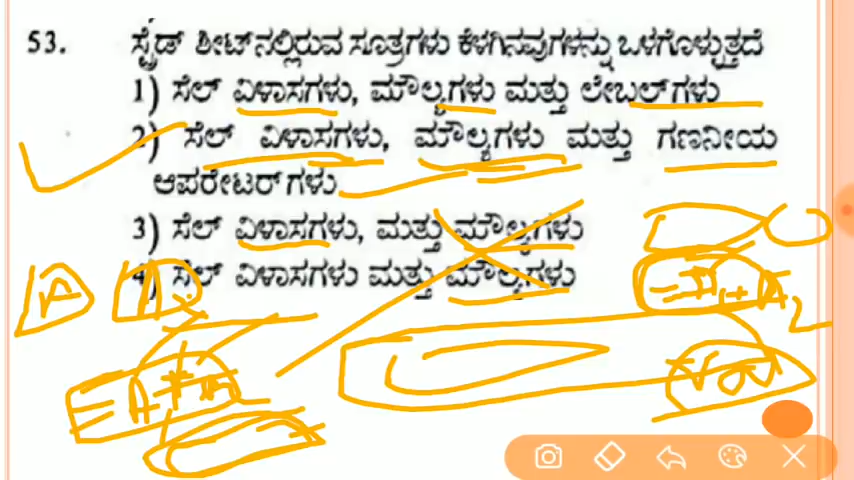 53. ಸ್ಪ್ರೆಡ್ ಶೀಟ್‌ನಲ್ಲಿರುವ ಸೂತ್ರಗಳು ಕೆಳಗಿನವುಗಳನ್ನು ಒಳಗೊಳ್ಳುತ್ತದೆ
1) ಸೆಲ್ ವಿಳಾಸಗಳು, ಮೌಲ್ಯಗಳು ಮತ್ತು ಲೇಬಲ್‌ಗಳು
2) ಸೆಲ್ ವಿಳಾಸಗಳು, ಮೌಲ್ಯಗಳು ಮತ್ತು ಗಣನೀಯ
ಆಪರೇಟರ್‌ಗಳು
3) ಸೆಲ್ ವಿಳಾಸಗಳು, ಮತ್ತು ಮೌಲ್ಯಗಳು
4) ಸೆಲ್ ವಿಳಾಸಗಳು ಮತ್ತು ಮೌಲ್ಯಗಳು